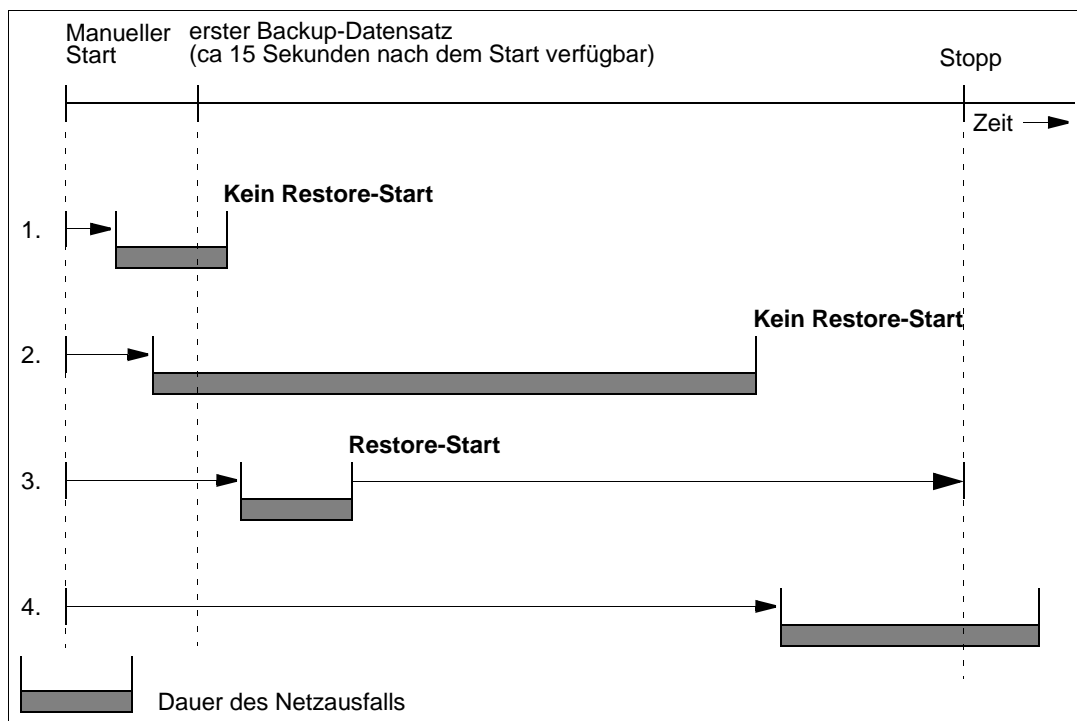 Manueller
Start
erster Backup-Datensatz
(ca 15 Sekunden nach dem Start verfügbar)
Stopp
Zeit
Kein Restore-Start
1.
Kein Restore-Start
2.
Restore-Start
3.
4.
Dauer des Netzausfalls